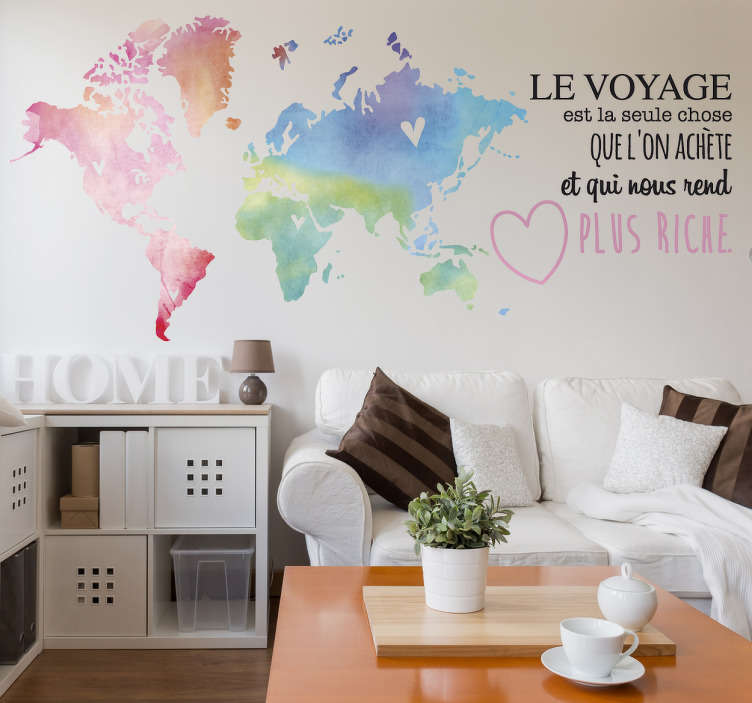 LE VOYAGE
est la seule chose
QUE L'ON ACHÈTE
et qui nous rend
PLUS RICHE.
HOME